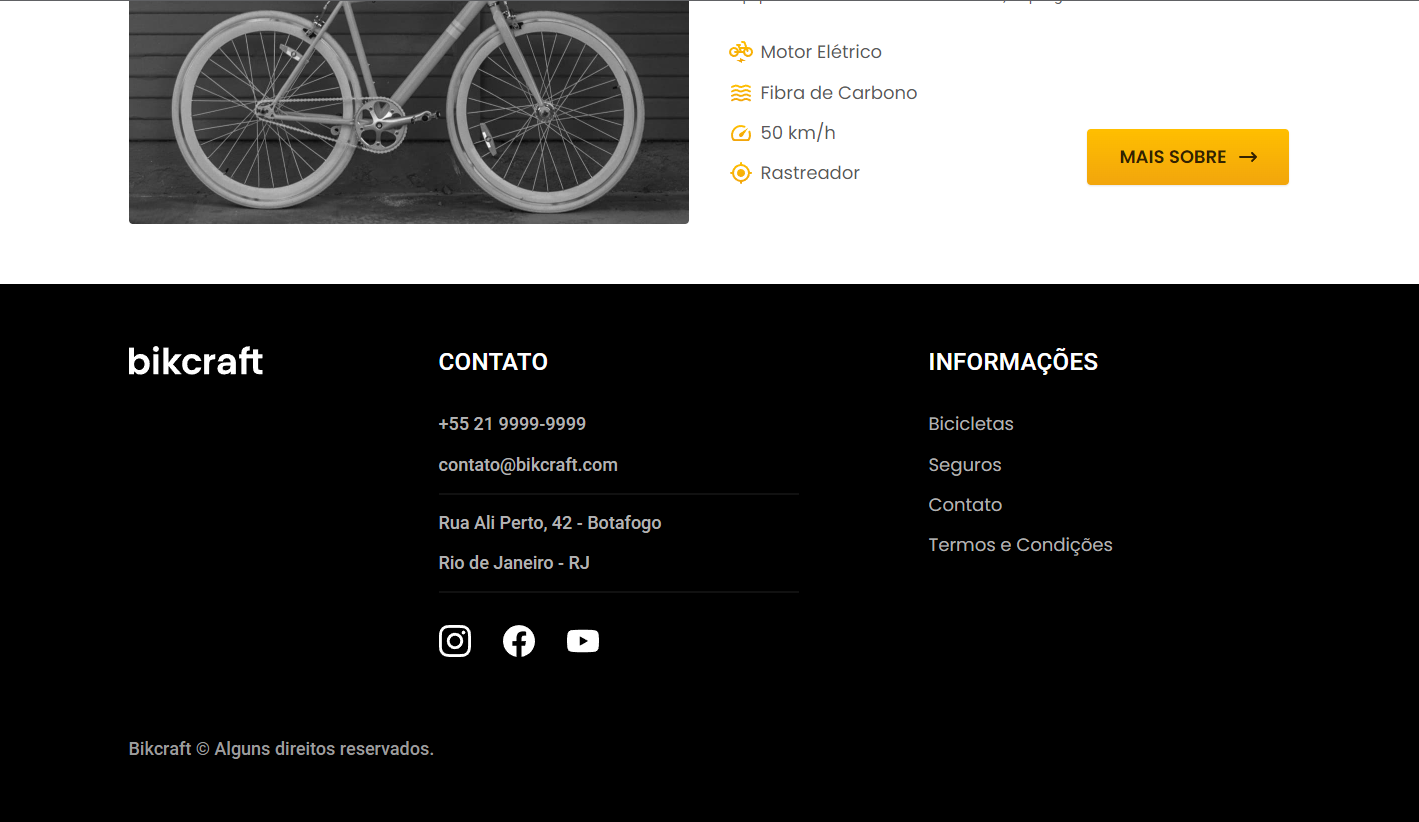 Motor Elétrico
Fibra de Carbono
50 km/h
Rastreador
MAIS SOBRE →
bikcraft
CONTATO
+55 21 9999-9999
contato@bikcraft.com
Rua Ali Perto, 42 - Botafogo
Rio de Janeiro - RJ
INFORMAÇÕES
Bicicletas
Seguros
Contato
Termos e Condições
Bikcraft © Alguns direitos reservados.